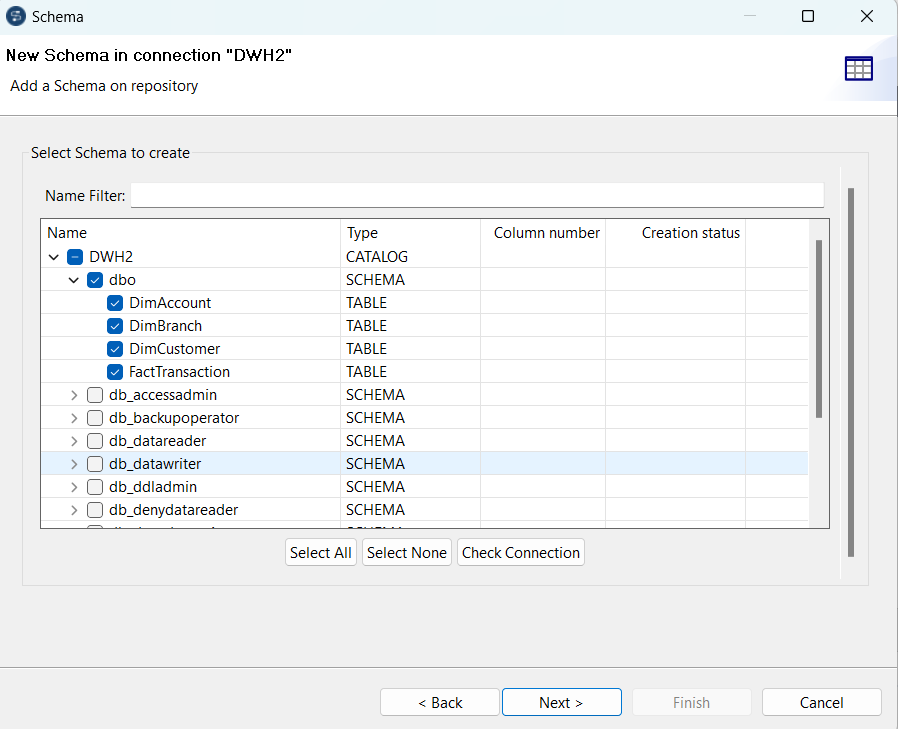 Schema
New Schema in connection "DWH2"
Add a Schema on repository
Select Schema to create
Name Filter:
Name Type Column number Creation status
DWH2 CATALOG
dbo SCHEMA
DimAccount TABLE
DimBranch TABLE
DimCustomer TABLE
FactTransaction TABLE
db_accessadmin SCHEMA
db_backupoperator SCHEMA
db_datareader SCHEMA
db_datawriter SCHEMA
db_ddladmin SCHEMA
db_denydatareader SCHEMA
Select All Select None Check Connection
< Back Next > Finish Cancel